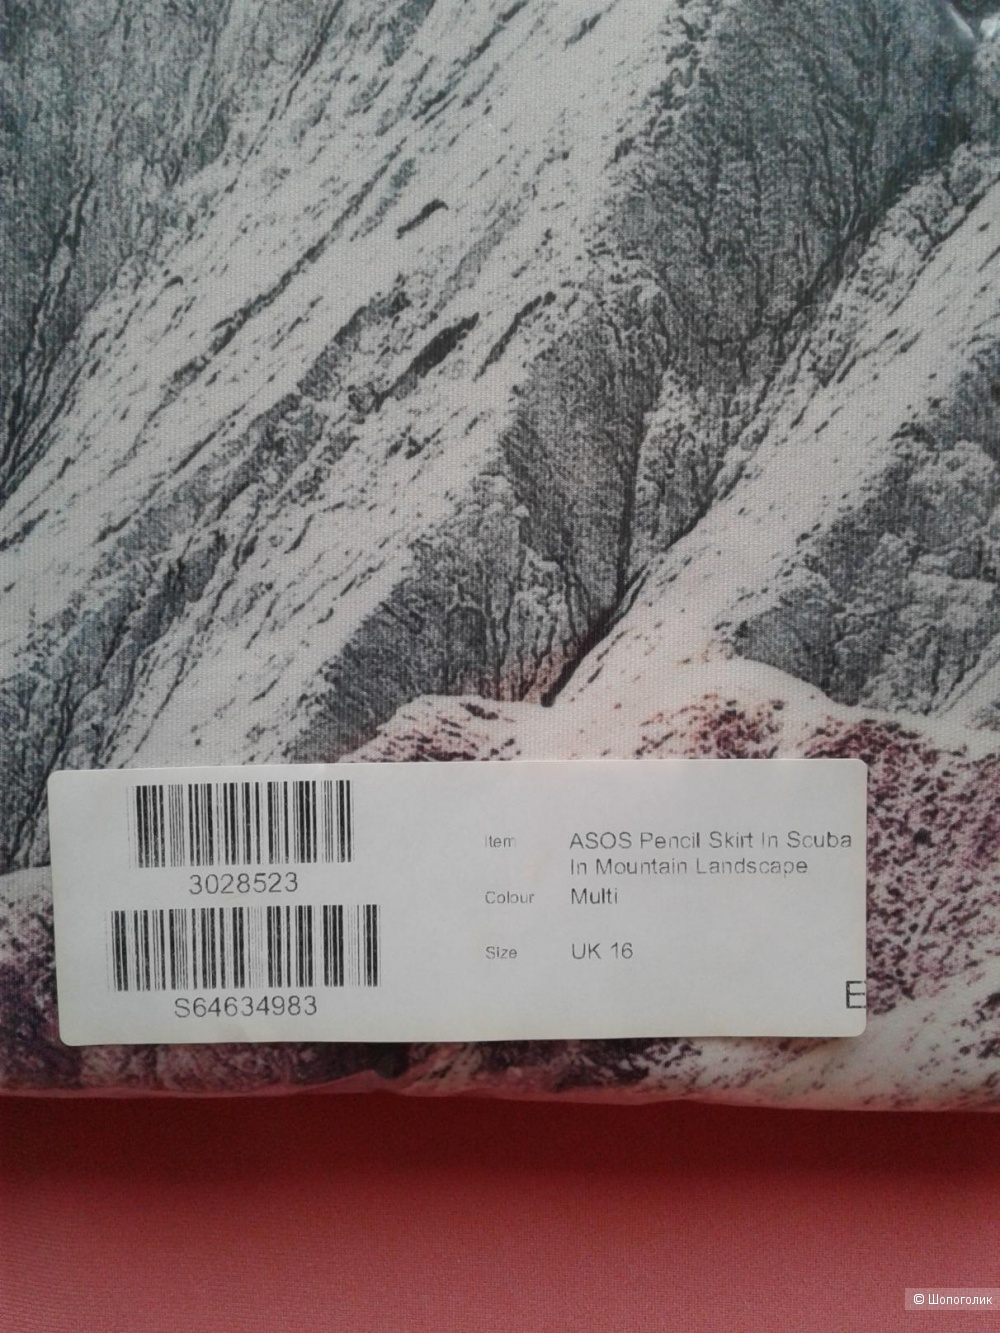 3028523
S64634983
Item ASOS Pencil Skirt In Scuba
In Mountain Landscape
Colour Multi
Size UK 16
E
© Шопоголик